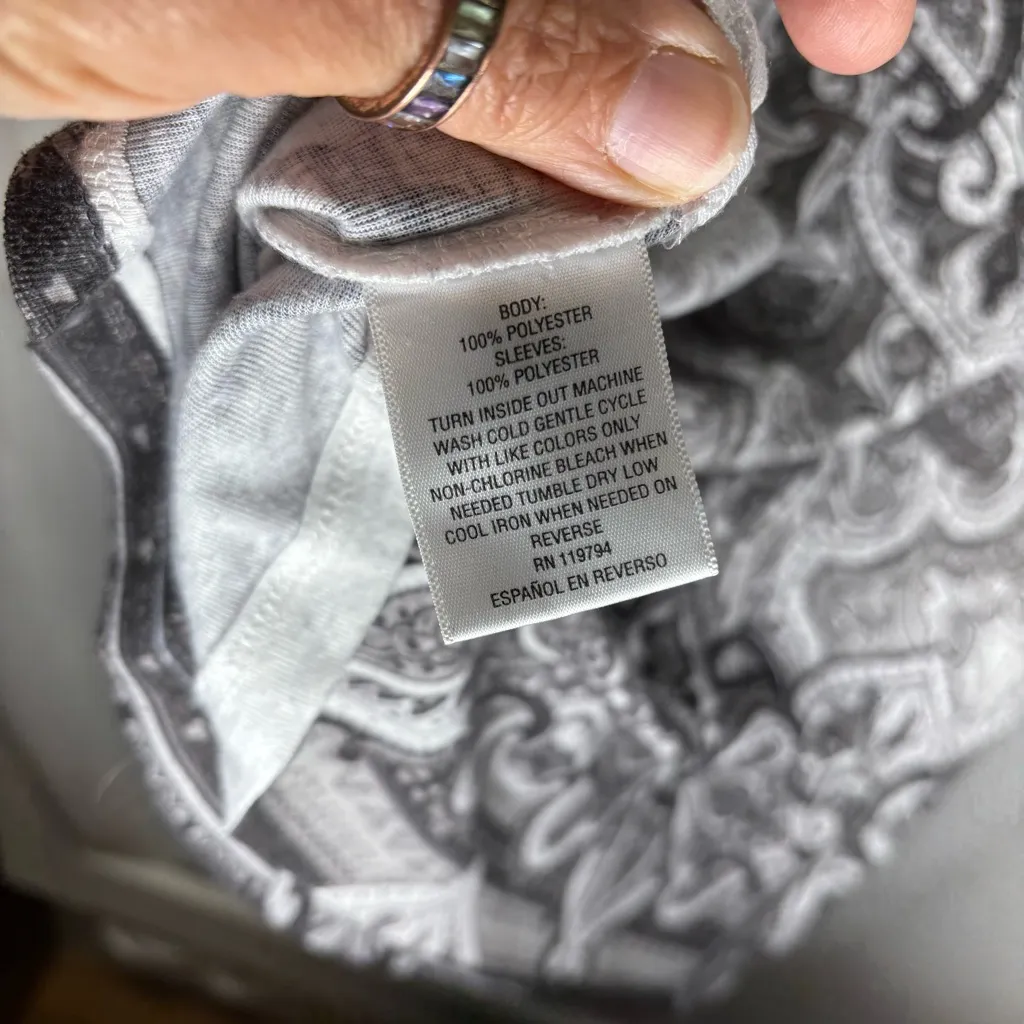 BODY:
100% POLYESTER
SLEEVES:
100% POLYESTER
TURN INSIDE OUT MACHINE
WASH COLD GENTLE CYCLE
WITH LIKE COLORS ONLY
NON-CHLORINE BLEACH WHEN
NEEDED TUMBLE DRY LOW
COOL IRON WHEN NEEDED ON
REVERSE
RN 119794
ESPAÑOL EN REVERSO